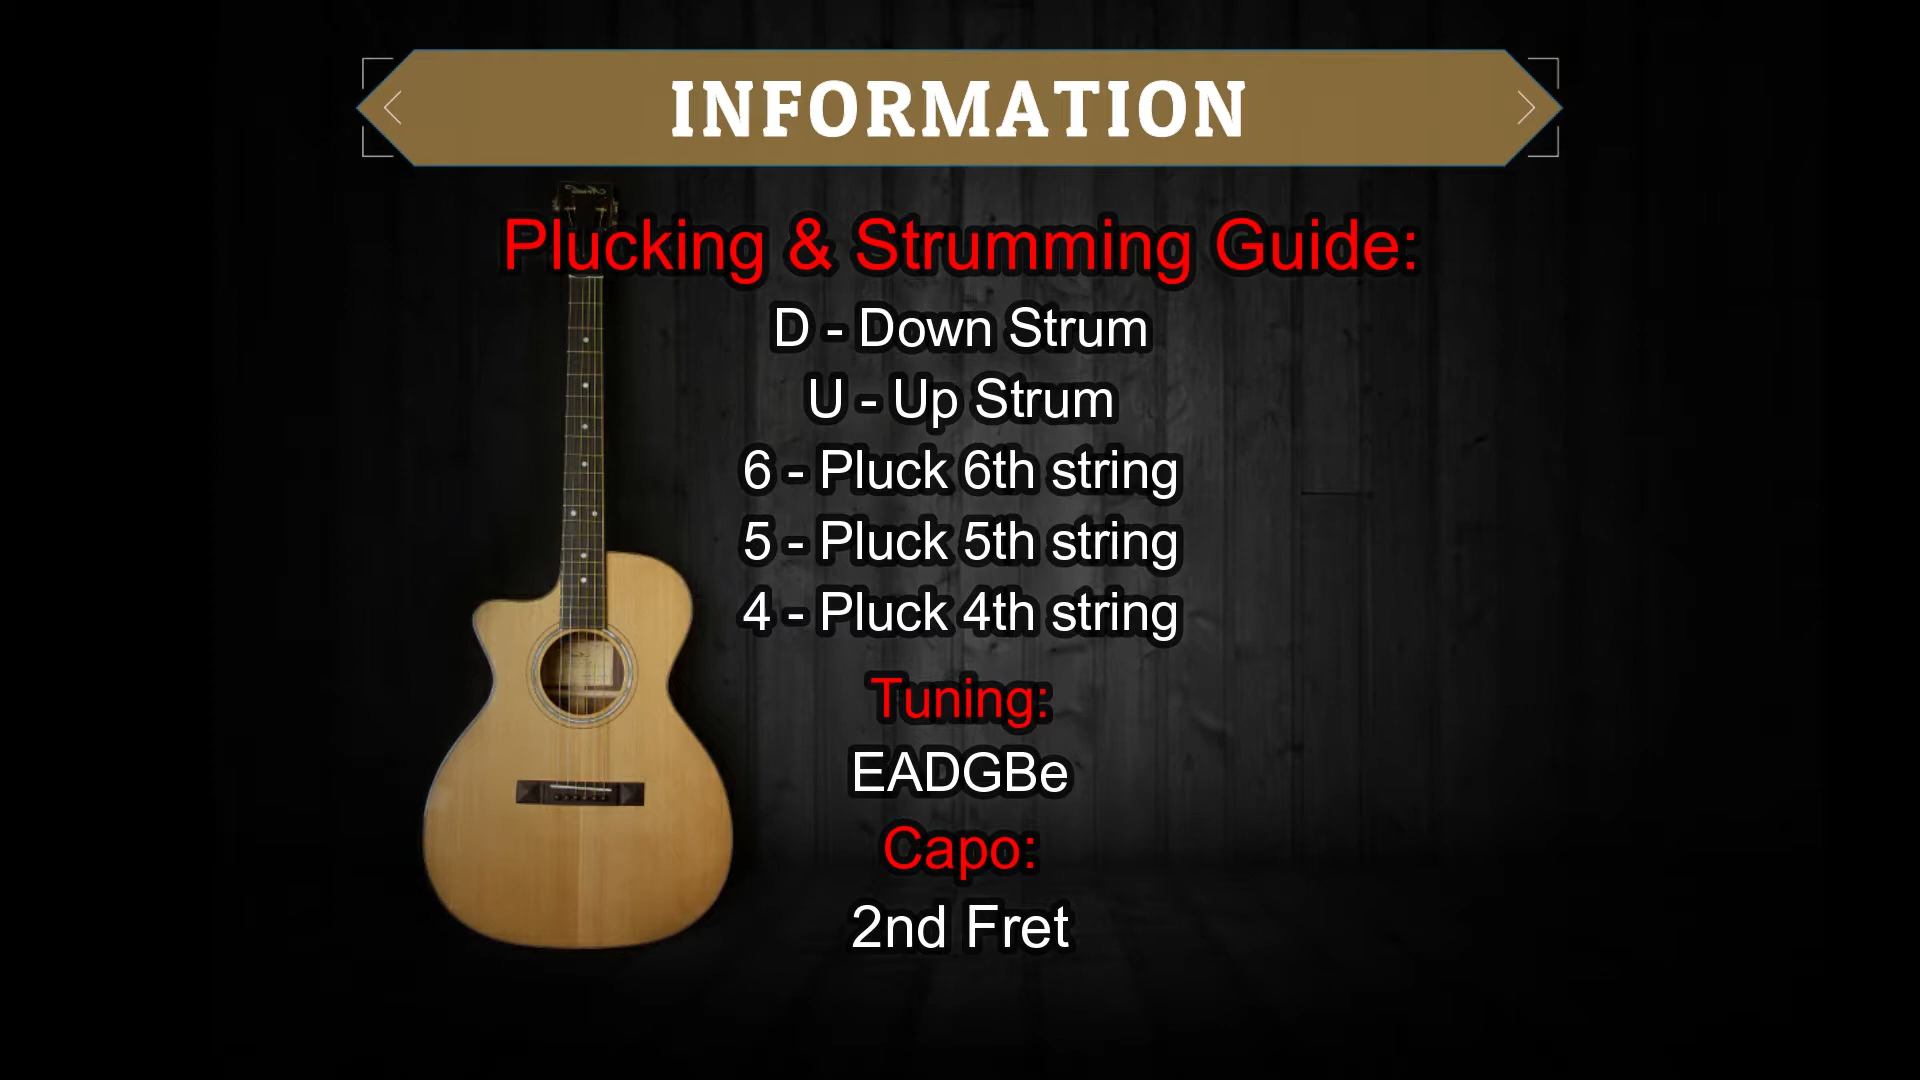 INFORMATION
Plucking & Strumming Guide:
D - Down Strum
U - Up Strum
6 - Pluck 6th string
5 - Pluck 5th string
4 - Pluck 4th string
Tuning:
EADGBe
Capo:
2nd Fret